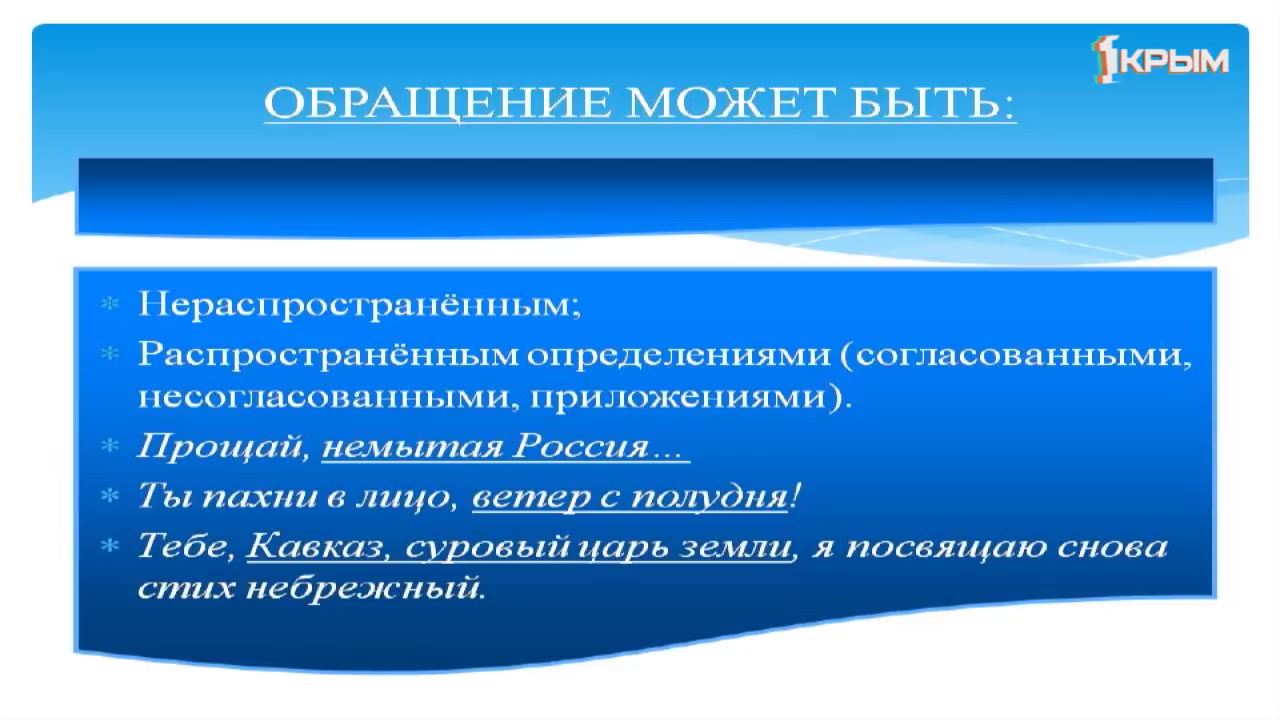 1КРЫМ
ОБРАЩЕНИЕ МОЖЕТ БЫТЬ:
* Нераспространённым;
* Распространённым определениями (согласованными,
несогласованными, приложениями).
* Прощай, немытая Россия...
* Ты пахни в лицо, ветер с полудня!
* Тебе, Кавказ, суровый царь земли, я посвящаю снова
стих небрежный.